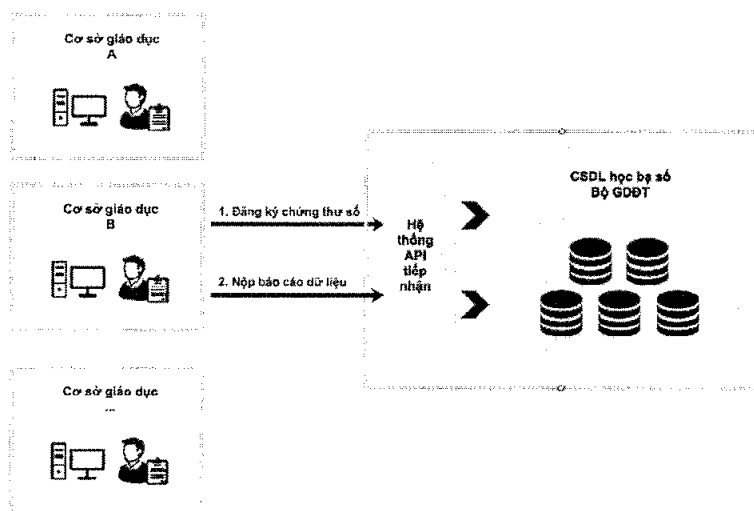 Cơ sở giáo dục
A
Cơ sở giáo dục
B
1. Đăng ký chứng thư số
2. Nộp báo cáo dữ liệu
Hệ
thống
API
tiếp
nhận
CSDL học bạ số
Bộ GDĐT
Cơ sở giáo dục
...